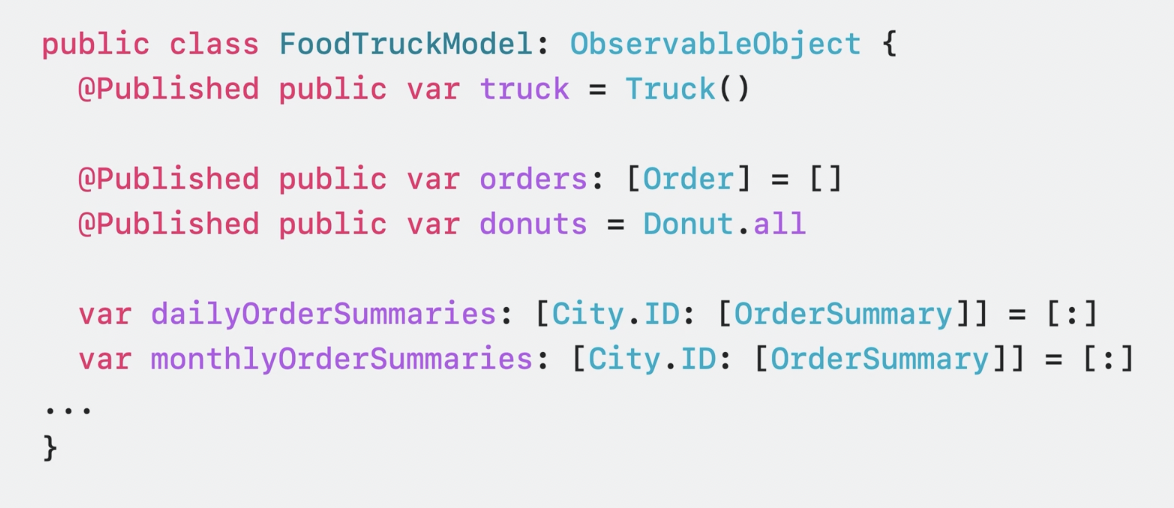 public class FoodTruckModel: ObservableObject {
  @Published public var truck = Truck()
  @Published public var orders: [Order] = []
  @Published public var donuts = Donut.all
  var dailyOrderSummaries: [City.ID: [OrderSummary]] = [:]
  var monthlyOrderSummaries: [City.ID: [OrderSummary]] = [:]
...
}